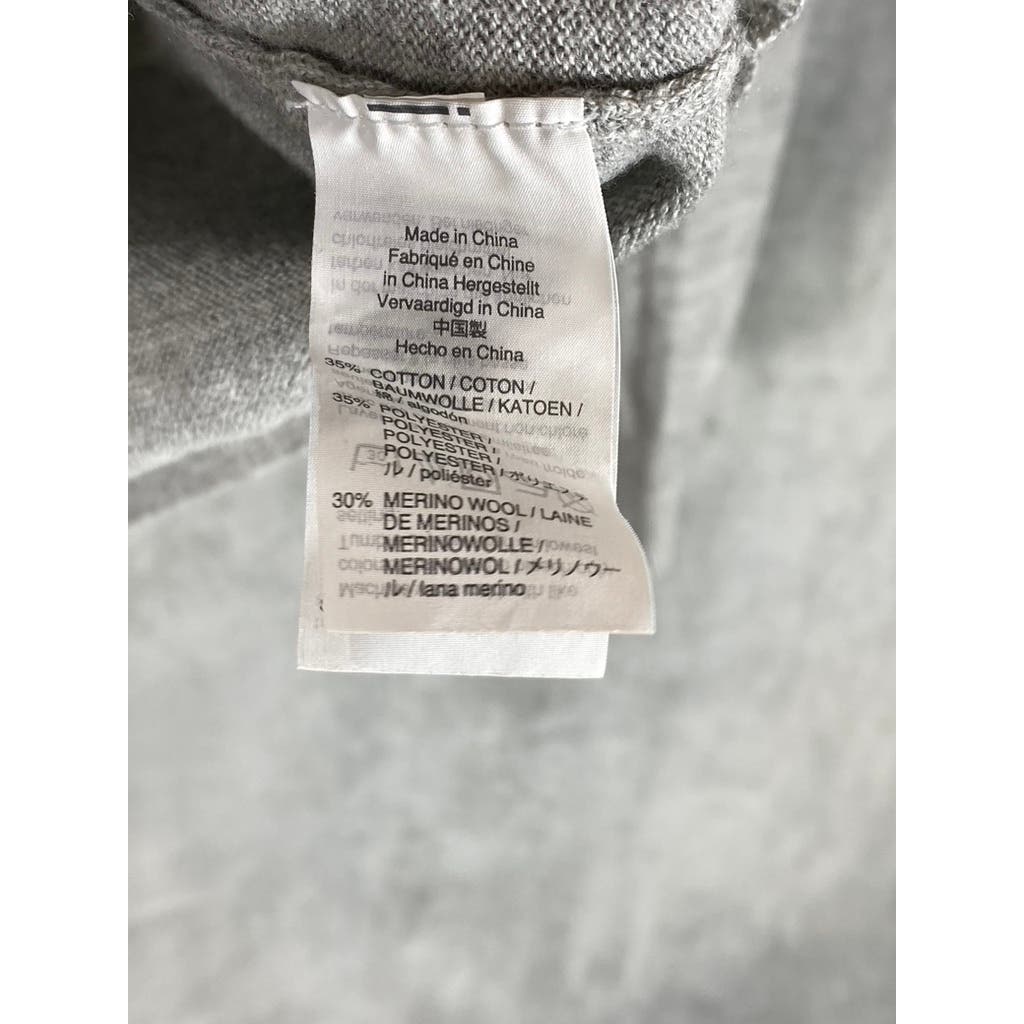 Made in China
Fabriqué en Chine
in China Hergestellt
Vervaardigd in China
中国製
Hecho en China
35% COTTON / COTON /
BAUMWOLLE / KATOEN /
綿 / algodón
35% POLYESTER /
POLYESTER /
POLYESTER /
POLYESTER / ポリエステ
ル / poliéster
30% MERINO WOOL / LAINE
DE MERINOS /
MERINOWOLLE /
MERINOWOL / メリノウー
ル / lana merino